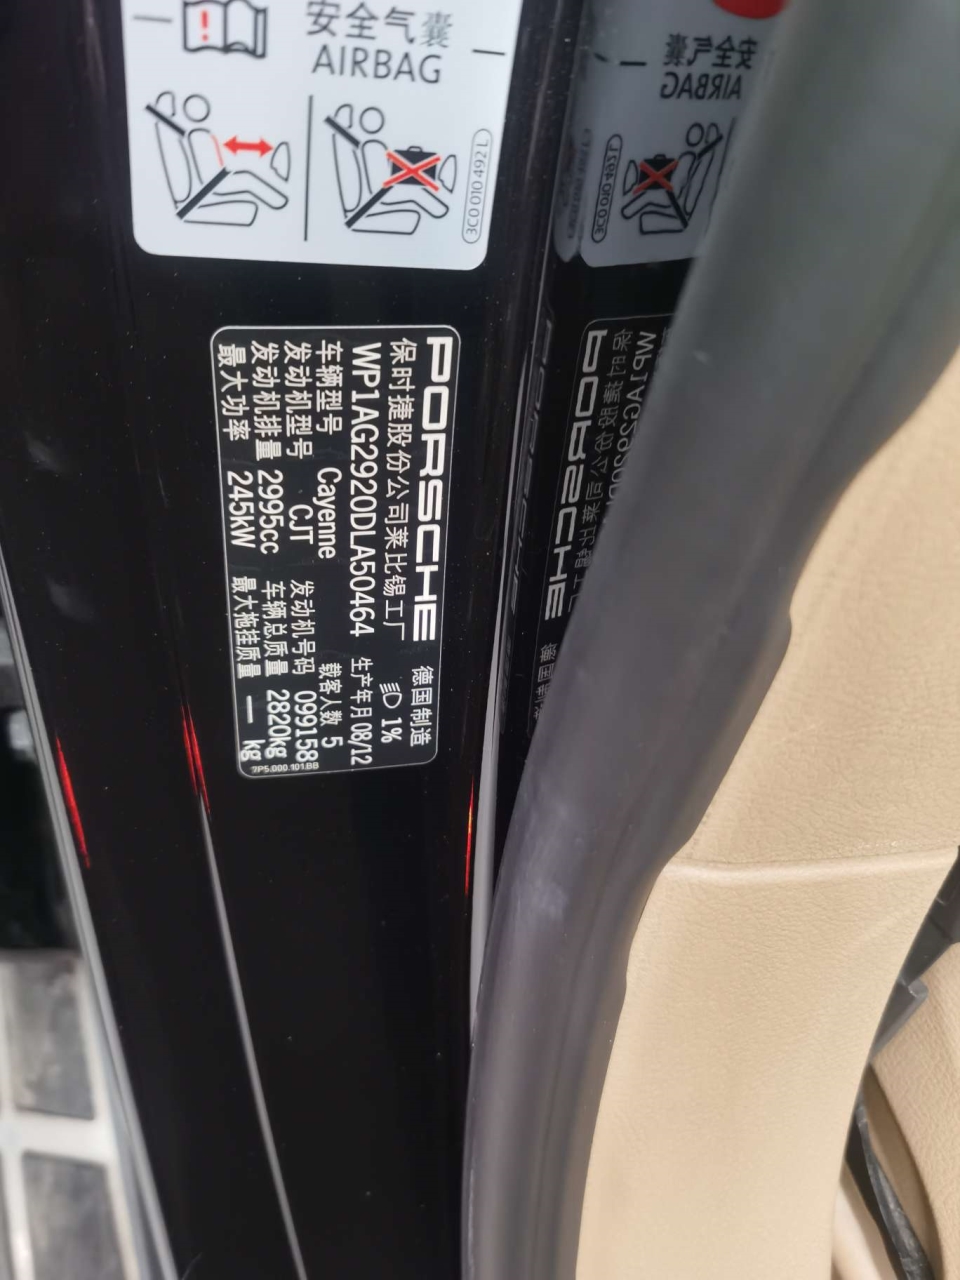 安全气囊
AIRBAG
3C0 010 492 L
安全气囊
AIRBAG
3C0 010 492 L
PORSCHE 德国制造
保时捷股份公司莱比锡工厂 1%
WP1AG2920DLA50464 生产年月 08/12
车辆型号 Cayenne 载客人数 5
发动机型号 CJT 发动机号码 099158
发动机排量 2995cc 车辆总质量 2820kg
最大功率 245kW 最大拖挂质量 — kg
7P5.000.101.BB
PORSCHE